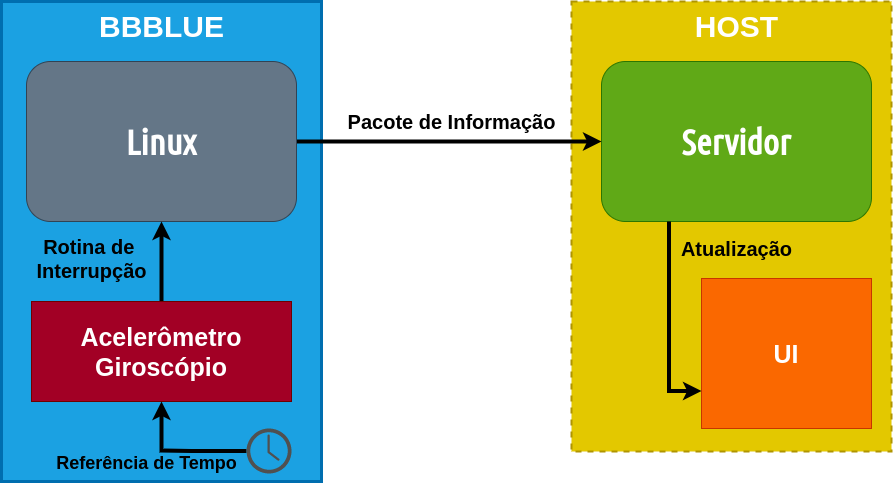 BBBLUE
HOST
Linux
Pacote de Informação
Servidor
Rotina de
Interrupção
Atualização
Acelerômetro
Giroscópio
UI
Referência de Tempo